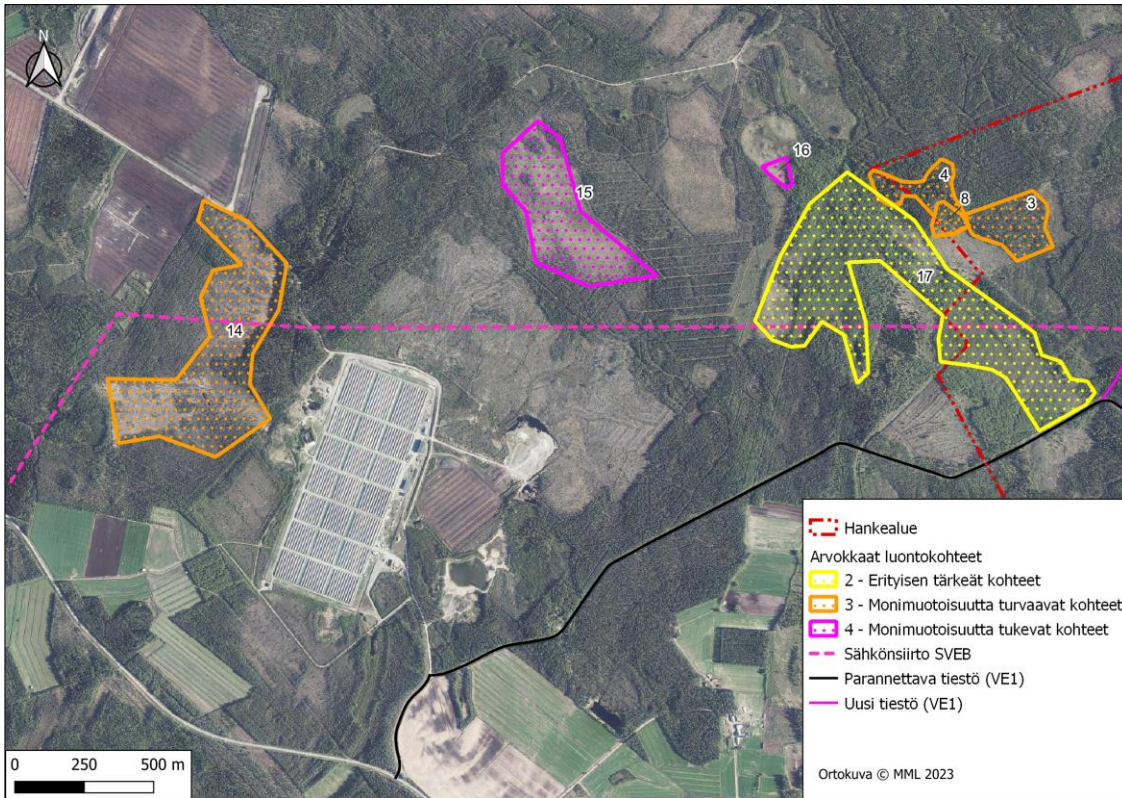 N
16
4
15
8
3
17
14
Hankealue
Arvokkaat luontokohteet
2 - Erityisen tärkeät kohteet
3 - Monimuotoisuutta turvaavat kohteet
4 - Monimuotoisuutta tukevat kohteet
Sähkönsiirto SVEB
Parannettava tiestö (VE1)
Uusi tiestö (VE1)
Ortokuva © MML 2023
0 250 500 m